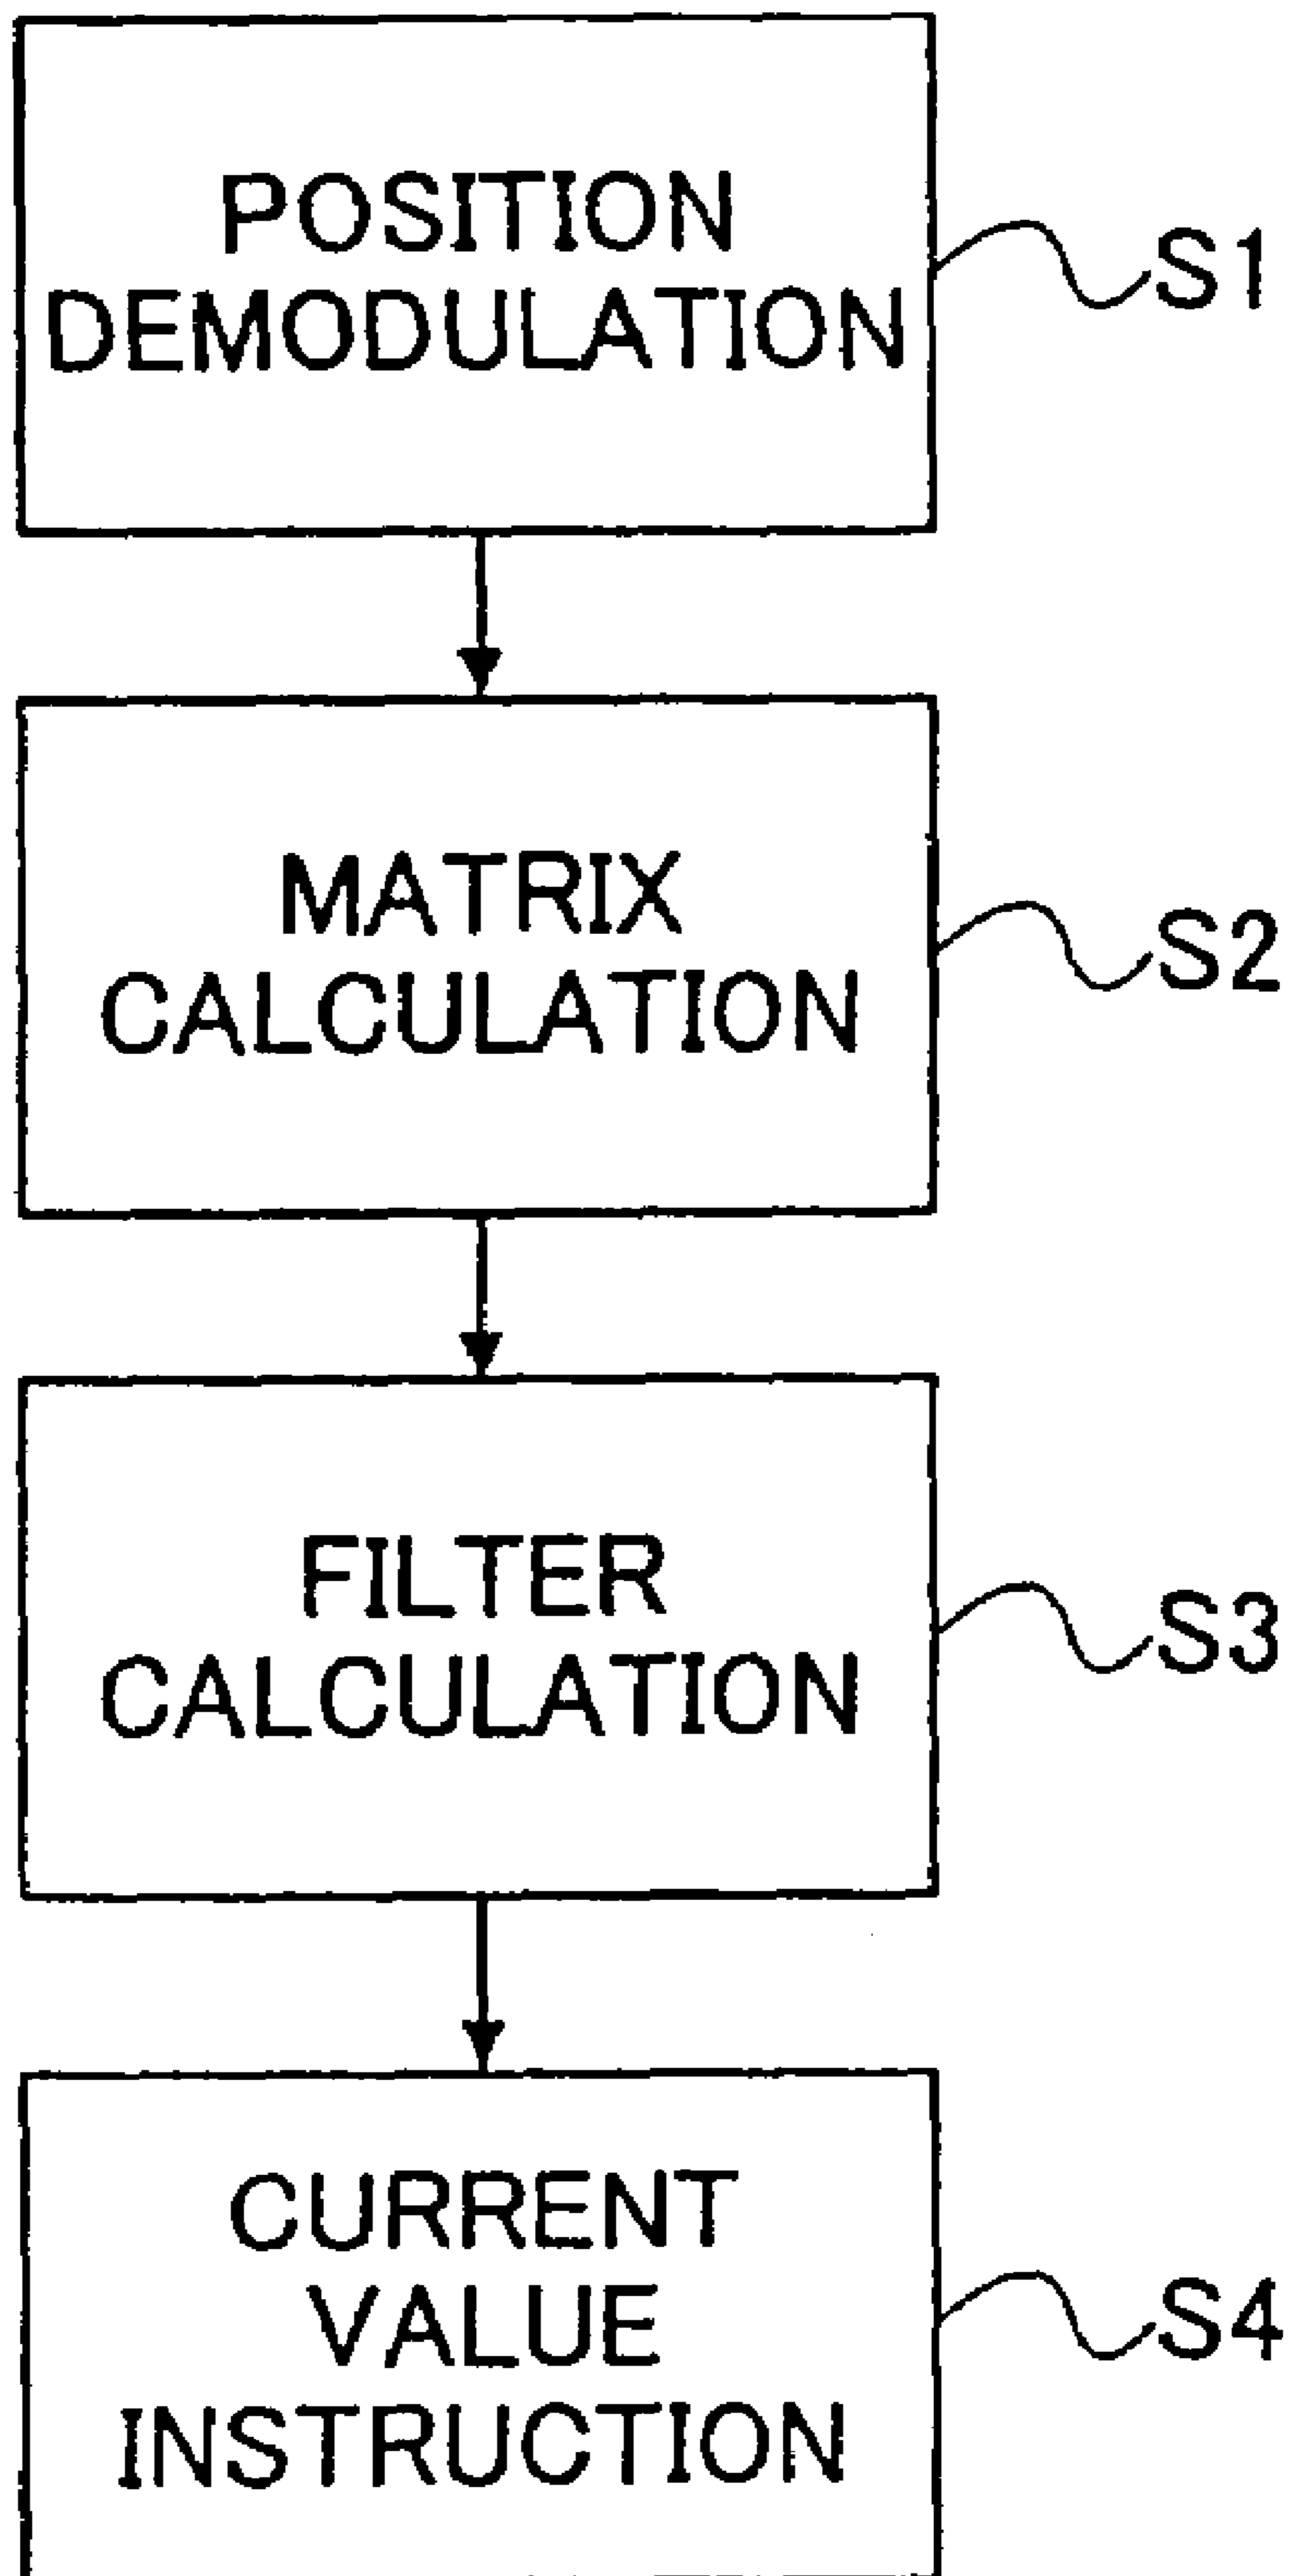 POSITION
DEMODULATION
S1
MATRIX
CALCULATION
S2
FILTER
CALCULATION
S3
CURRENT
VALUE
INSTRUCTION
S4